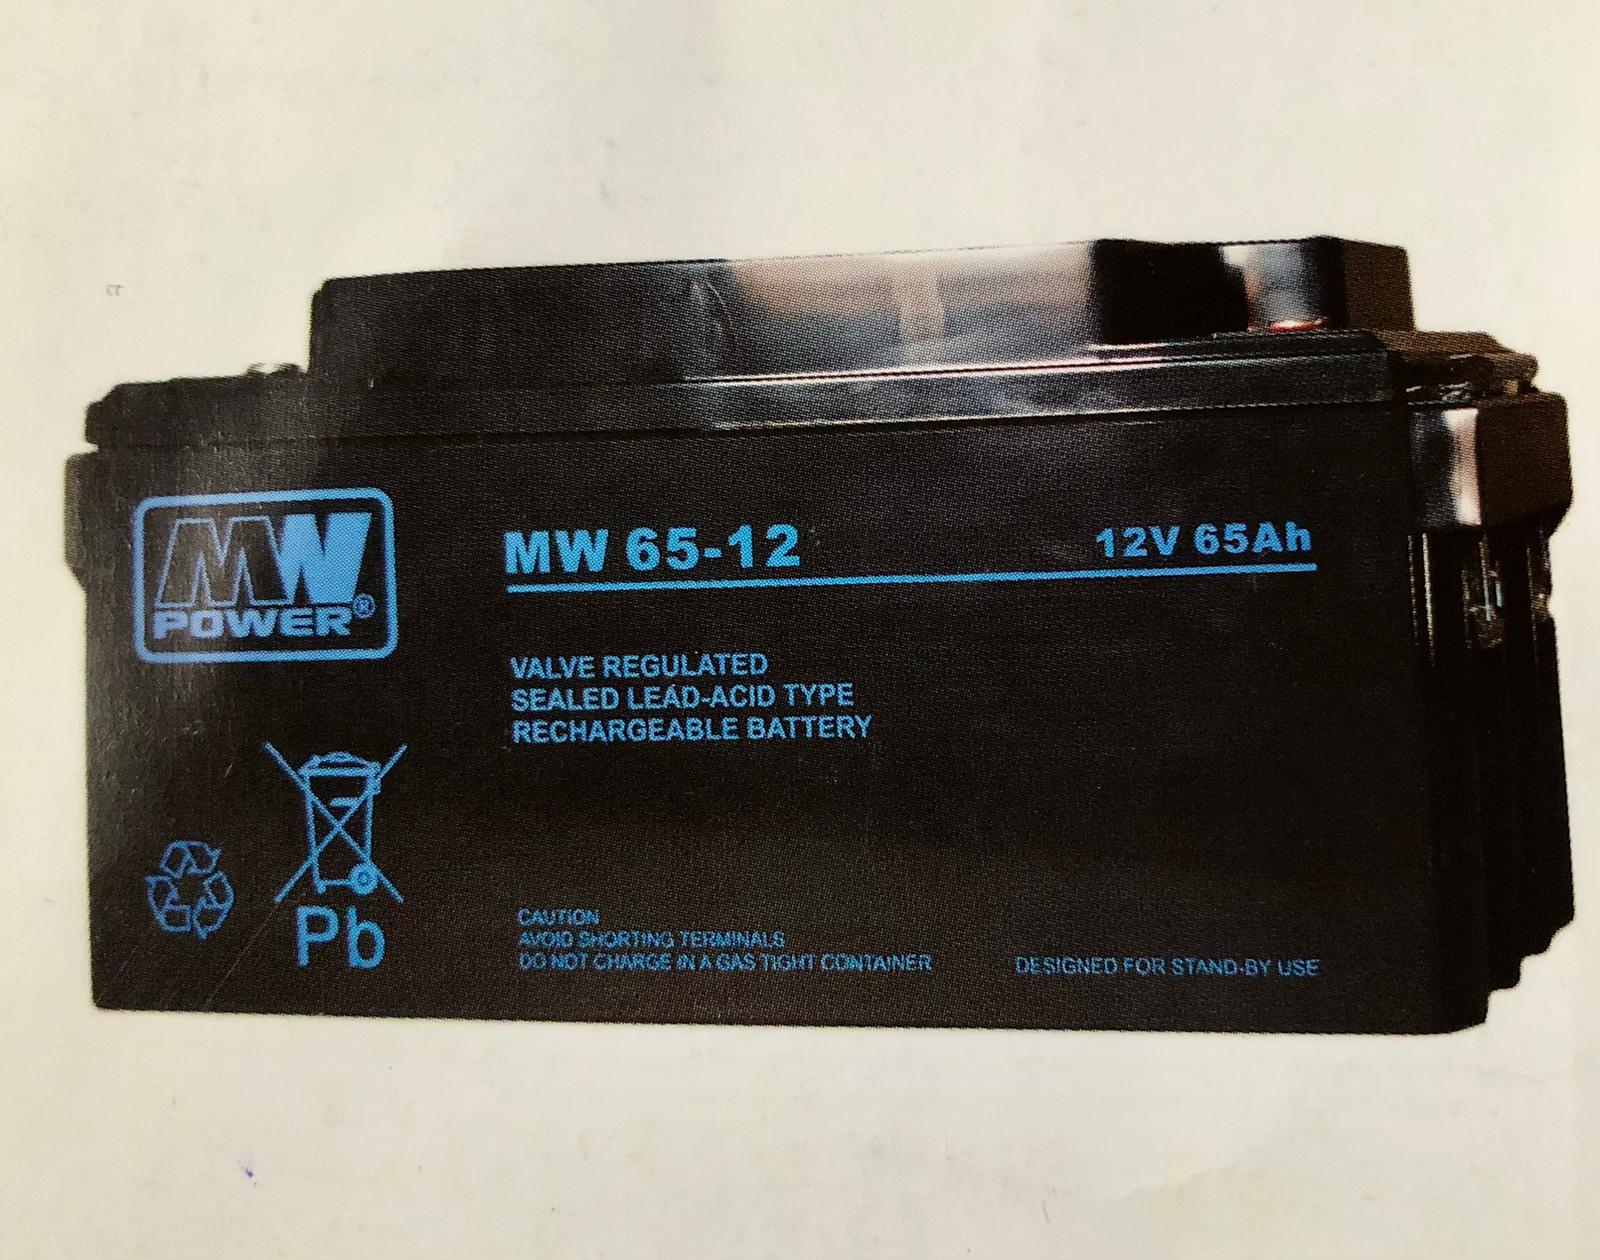 MW
POWER®
MW 65-12
12V 65Ah
VALVE REGULATED
SEALED LEAD-ACID TYPE
RECHARGEABLE BATTERY
Pb
CAUTION
AVOID SHORTING TERMINALS
DO NOT CHARGE IN A GAS TIGHT CONTAINER
DESIGNED FOR STAND-BY USE